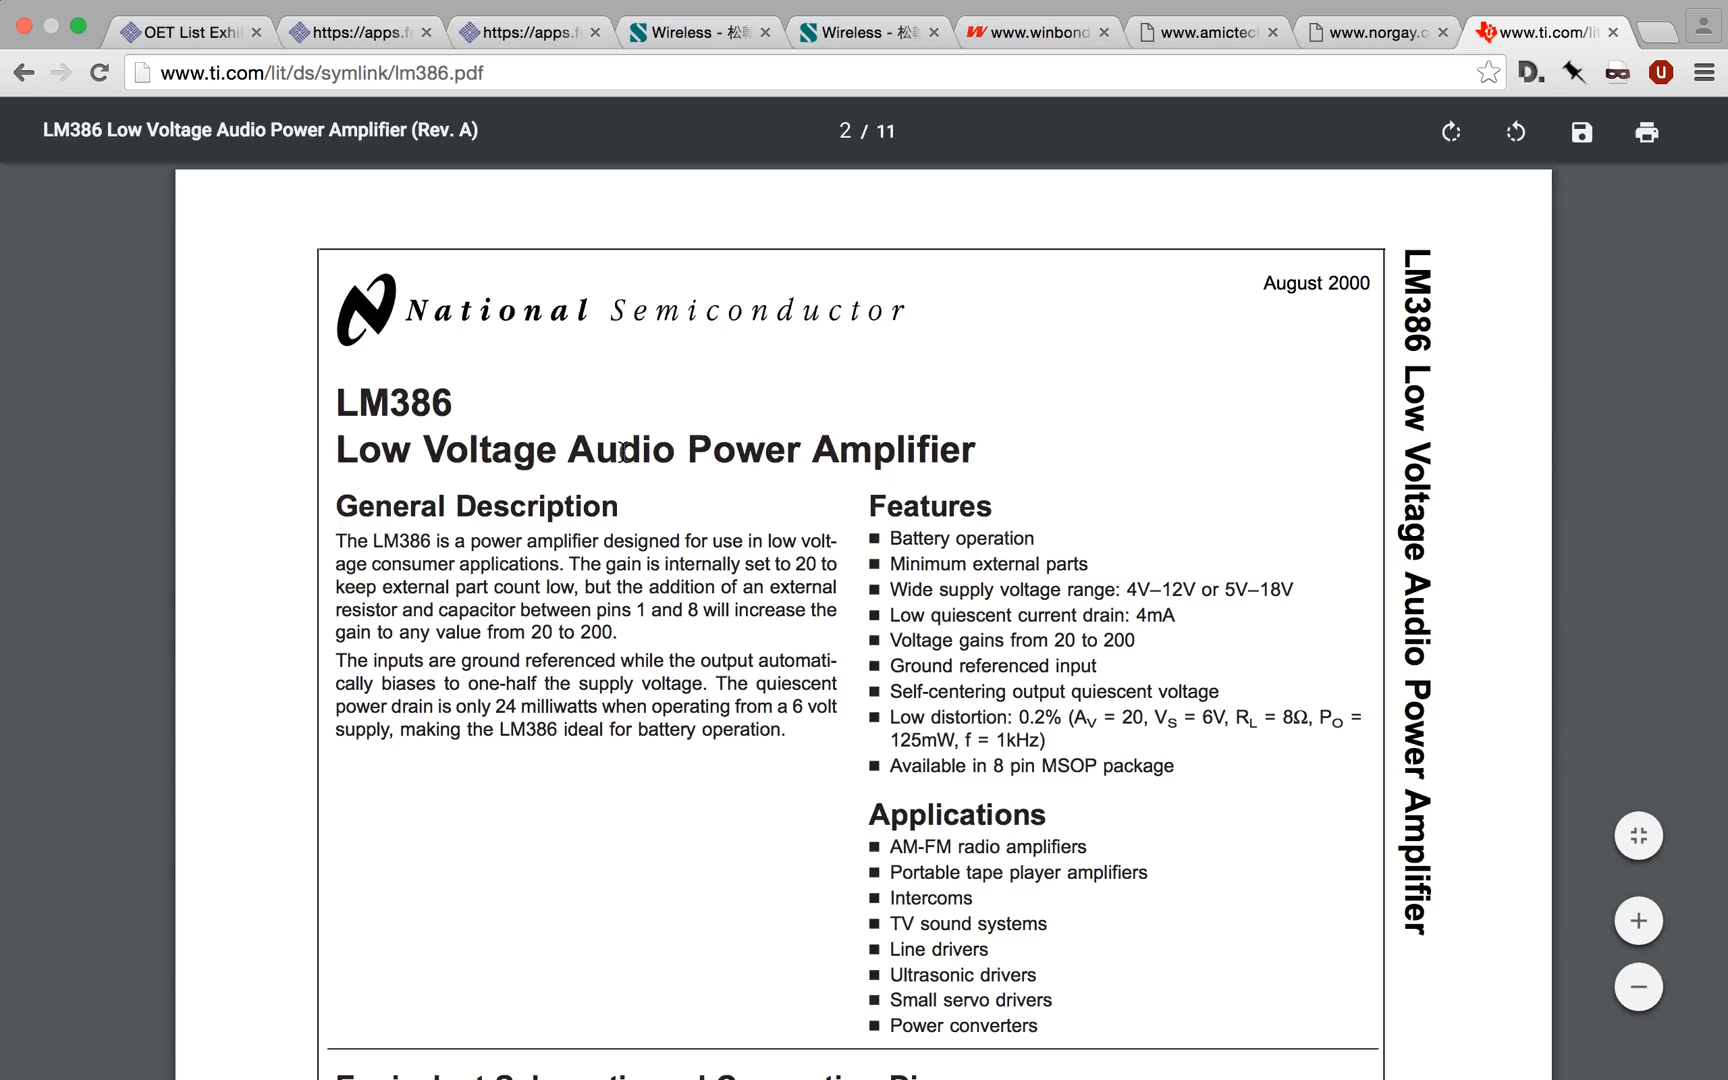 OET List Exhi
https://apps.f
https://apps.f
Wireless - 松翰
Wireless - 松翰
www.winbond
www.amictec
www.norgay.c
www.ti.com/li
www.ti.com/lit/ds/symlink/lm386.pdf
D.
LM386 Low Voltage Audio Power Amplifier (Rev. A)
2 / 11
National Semiconductor
August 2000
LM386
Low Voltage Audio Power Amplifier
General Description
The LM386 is a power amplifier designed for use in low volt-
age consumer applications. The gain is internally set to 20 to
keep external part count low, but the addition of an external
resistor and capacitor between pins 1 and 8 will increase the
gain to any value from 20 to 200.
The inputs are ground referenced while the output automati-
cally biases to one-half the supply voltage. The quiescent
power drain is only 24 milliwatts when operating from a 6 volt
supply, making the LM386 ideal for battery operation.
Features
■ Battery operation
■ Minimum external parts
■ Wide supply voltage range: 4V–12V or 5V–18V
■ Low quiescent current drain: 4mA
■ Voltage gains from 20 to 200
■ Ground referenced input
■ Self-centering output quiescent voltage
■ Low distortion: 0.2% (AV = 20, VS = 6V, RL = 8Ω, PO =
125mW, f = 1kHz)
■ Available in 8 pin MSOP package
Applications
■ AM-FM radio amplifiers
■ Portable tape player amplifiers
■ Intercoms
■ TV sound systems
■ Line drivers
■ Ultrasonic drivers
■ Small servo drivers
■ Power converters
LM386 Low Voltage Audio Power Amplifier